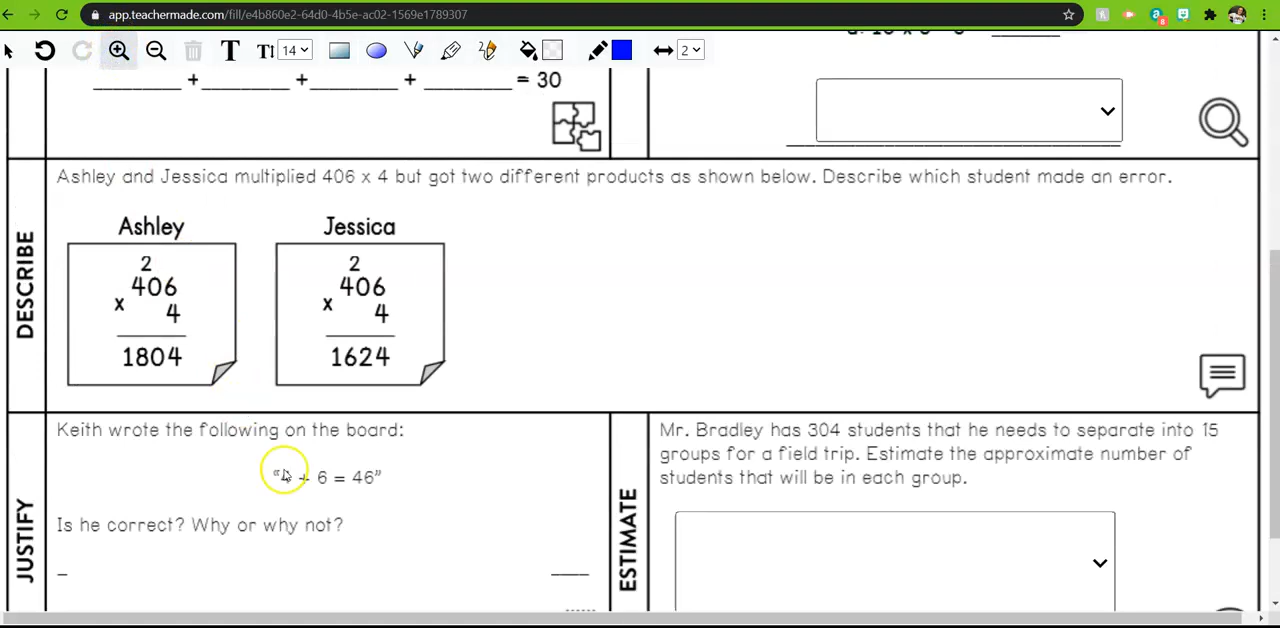 app.teachermade.com/fill/e4b860e2-64d0-4b5e-ac02-1569e1789307
T T 14 2
+ + + = 30
DESCRIBE
Ashley and Jessica multiplied 406 x 4 but got two different products as shown below. Describe which student made an error.
Ashley Jessica
2 2
406 406
x 4 x 4
1804 1624
JUSTIFY
Keith wrote the following on the board:
“4 + 6 = 46”
Is he correct? Why or why not?
ESTIMATE
Mr. Bradley has 304 students that he needs to separate into 15
groups for a field trip. Estimate the approximate number of
students that will be in each group.